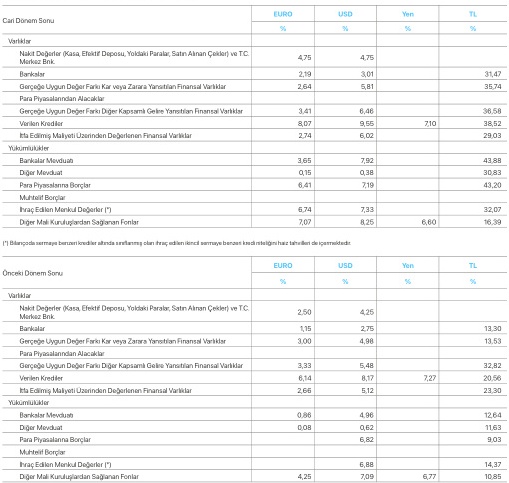 Cari Dönem Sonu EURO USD Yen TL
% % % %
Varlıklar
Nakit Değerler (Kasa, Efektif Deposu, Yoldaki Paralar, Satın Alınan Çekler) ve T.C.
Merkez Bnk. 4,75 4,75
Bankalar 2,19 3,01 31,47
Gerçeğe Uygun Değer Farkı Kar veya Zarara Yansıtılan Finansal Varlıklar 2,64 5,81 35,74
Para Piyasalarından Alacaklar
Gerçeğe Uygun Değer Farkı Diğer Kapsamlı Gelire Yansıtılan Finansal Varlıklar 3,41 6,46 36,58
Verilen Krediler 8,07 9,55 7,10 38,52
İtfa Edilmiş Maliyeti Üzerinden Değerlenen Finansal Varlıklar 2,74 6,02 29,03
Yükümlülükler
Bankalar Mevduatı 3,65 7,92 43,88
Diğer Mevduat 0,15 0,38 30,83
Para Piyasalarına Borçlar 6,41 7,19 43,20
Muhtelif Borçlar
İhraç Edilen Menkul Değerler (*) 6,74 7,33 32,07
Diğer Mali Kuruluşlardan Sağlanan Fonlar 7,07 8,25 6,60 16,39
(*) Bilançoda sermaye benzeri krediler altında sınıflanmış olan ihraç edilen ikincil sermaye benzeri kredi niteliğini haiz tahvilleri de içermektedir.
Önceki Dönem Sonu EURO USD Yen TL
% % % %
Varlıklar
Nakit Değerler (Kasa, Efektif Deposu, Yoldaki Paralar, Satın Alınan Çekler) ve T.C.
Merkez Bnk. 2,50 4,25
Bankalar 1,15 2,75 13,30
Gerçeğe Uygun Değer Farkı Kar veya Zarara Yansıtılan Finansal Varlıklar 3,00 4,98 13,53
Para Piyasalarından Alacaklar
Gerçeğe Uygun Değer Farkı Diğer Kapsamlı Gelire Yansıtılan Finansal Varlıklar 3,33 5,48 32,82
Verilen Krediler 6,14 8,17 7,27 20,56
İtfa Edilmiş Maliyeti Üzerinden Değerlenen Finansal Varlıklar 2,66 5,12 23,30
Yükümlülükler
Bankalar Mevduatı 0,86 4,96 12,64
Diğer Mevduat 0,08 0,62 11,63
Para Piyasalarına Borçlar 6,82 9,03
Muhtelif Borçlar
İhraç Edilen Menkul Değerler (*) 6,88 14,37
Diğer Mali Kuruluşlardan Sağlanan Fonlar 4,25 7,09 6,77 10,85